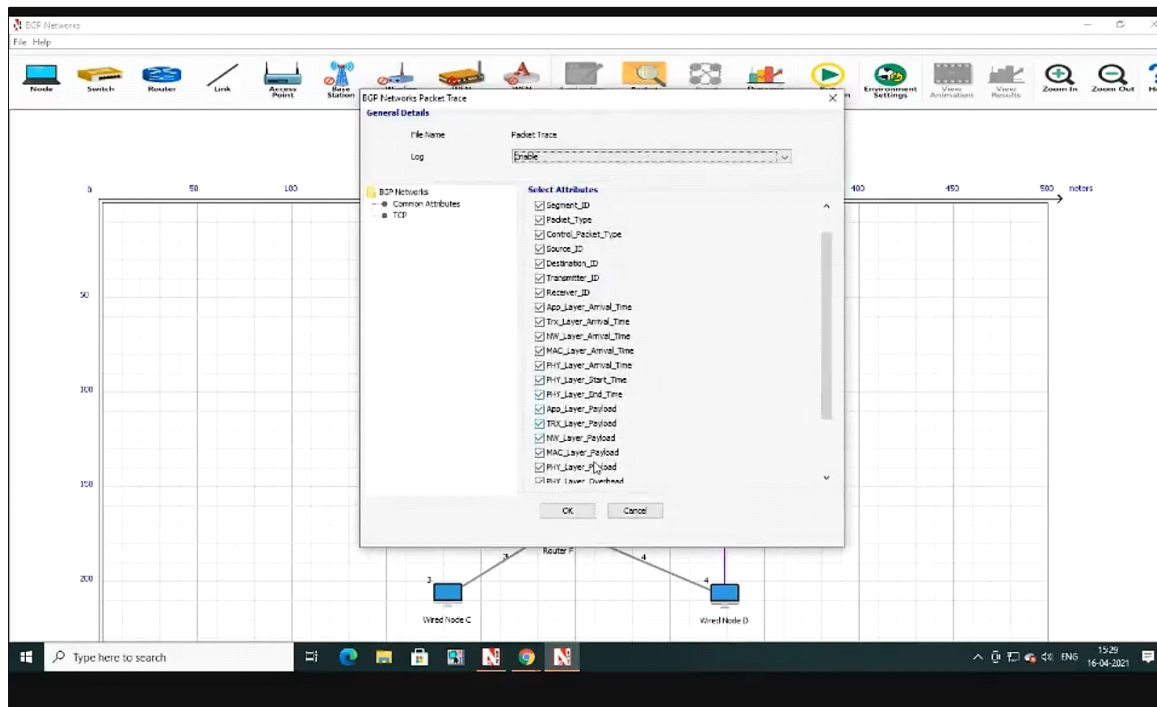 BGP Networks
File Help
Node Switch Router Link Access Point Base Station Environment Settings View Animation View Results Zoom In Zoom Out
BGP Networks Packet Trace
General Details
File Name Packet Trace
Log Enable
BGP Networks
Common Attributes
TCP
Select Attributes
Segment_ID
Packet_Type
Control_Packet_Type
Source_ID
Destination_ID
Transmitter_ID
Receiver_ID
App_Layer_Arrival_Time
Trx_Layer_Arrival_Time
NW_Layer_Arrival_Time
MAC_Layer_Arrival_Time
PHY_Layer_Arrival_Time
PHY_Layer_Start_Time
PHY_Layer_End_Time
App_Layer_Payload
TRX_Layer_Payload
NW_Layer_Payload
MAC_Layer_Payload
PHY_Layer_Payload
PHY_Layer_Overhead
OK Cancel
0 50 100 400 450 500 meters
50
100
150
200
Router F
3 4
3 4
Wired Node C Wired Node D
Type here to search
ENG 15:29
16-04-2021